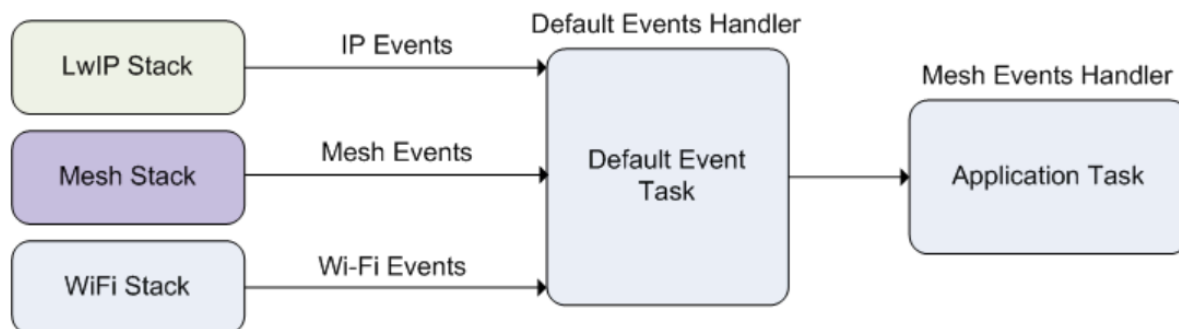 Default Events Handler
LwIP Stack
IP Events
Mesh Events Handler
Mesh Stack
Mesh Events
Default Event
Task
Application Task
WiFi Stack
Wi-Fi Events